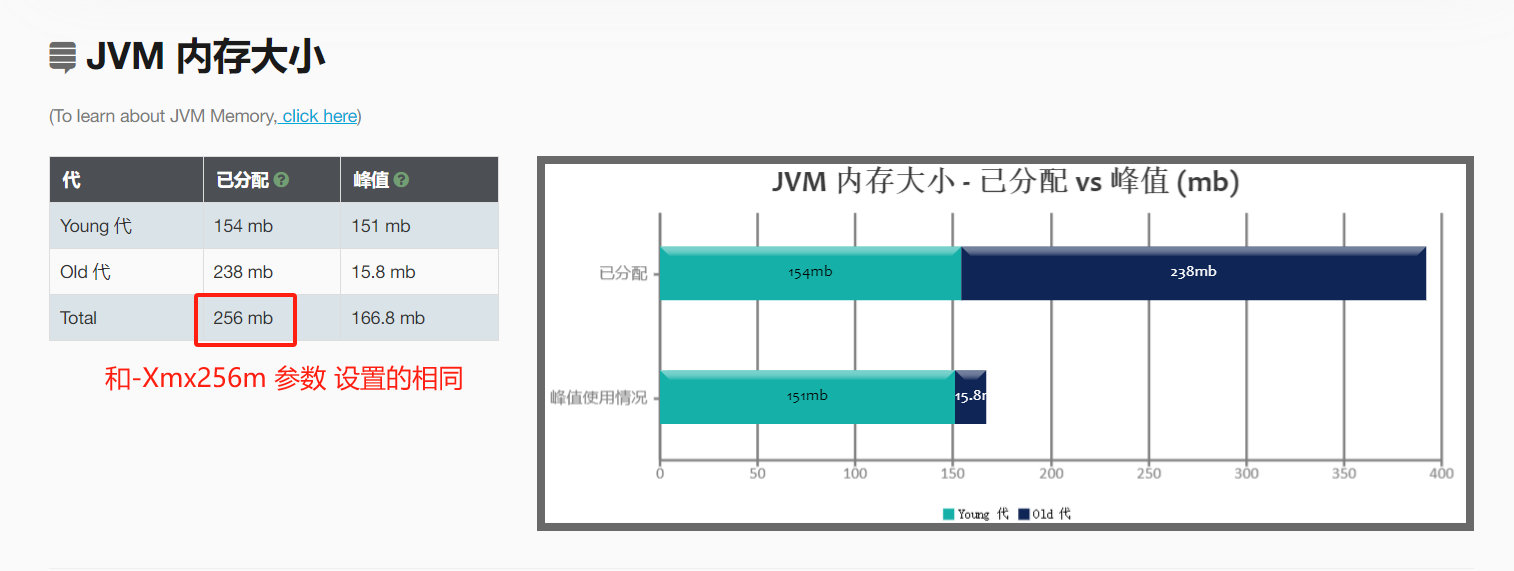 JVM 内存大小
(To learn about JVM Memory, click here)
代 已分配 峰值
Young 代 154 mb 151 mb
Old 代 238 mb 15.8 mb
Total 256 mb 166.8 mb
和-Xmx256m 参数 设置的相同
JVM 内存大小 - 已分配 vs 峰值 (mb)
已分配 154mb 238mb
峰值使用情况 151mb 15.8m
0 50 100 150 200 250 300 350 400
Young 代 Old 代